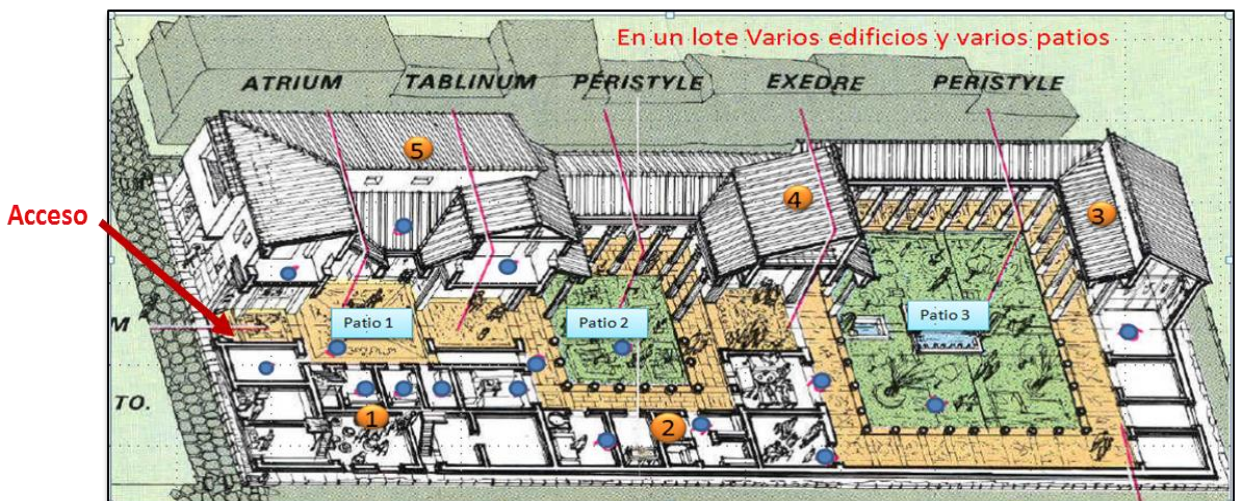 En un lote Varios edificios y varios patios
ATRIUM TABLINUM PERISTYLE EXEDRE PERISTYLE
5
4
3
Acceso
M
Patio 1
Patio 2
Patio 3
TO.
1
2